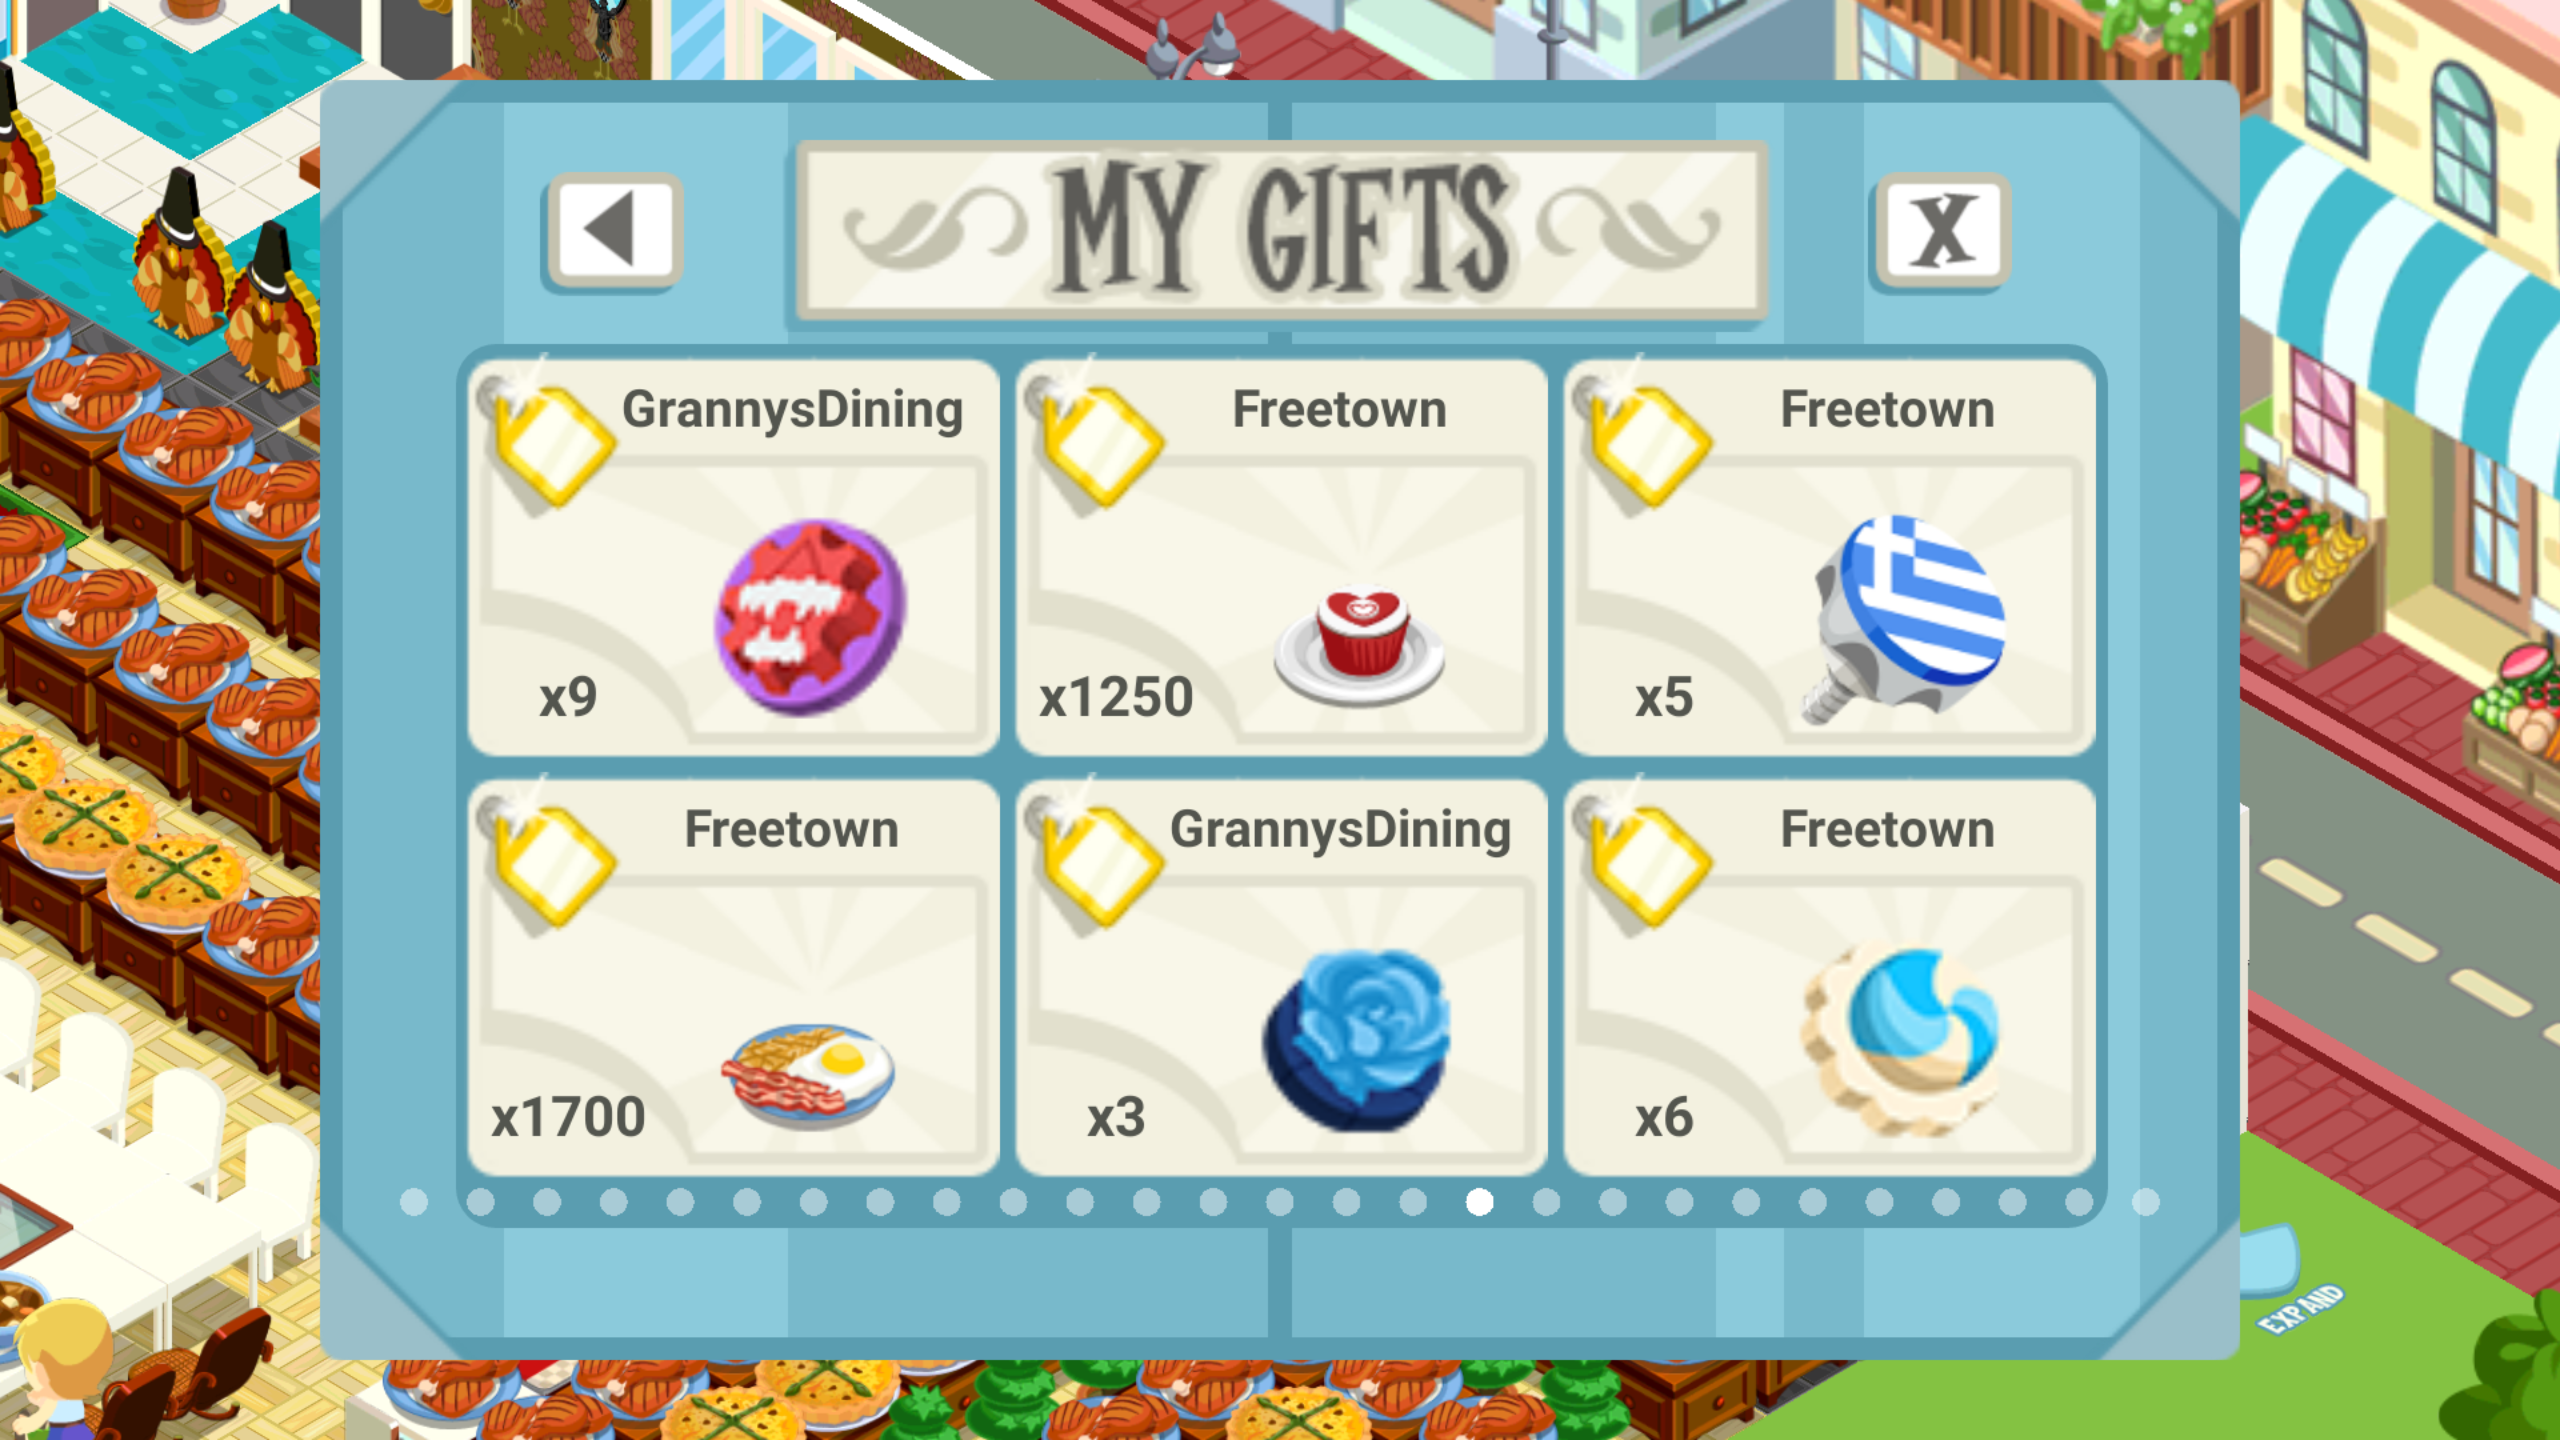 MY GIFTS
X
GrannysDining
x9
Freetown
x1250
Freetown
x5
Freetown
x1700
GrannysDining
x3
Freetown
x6
EXPAND